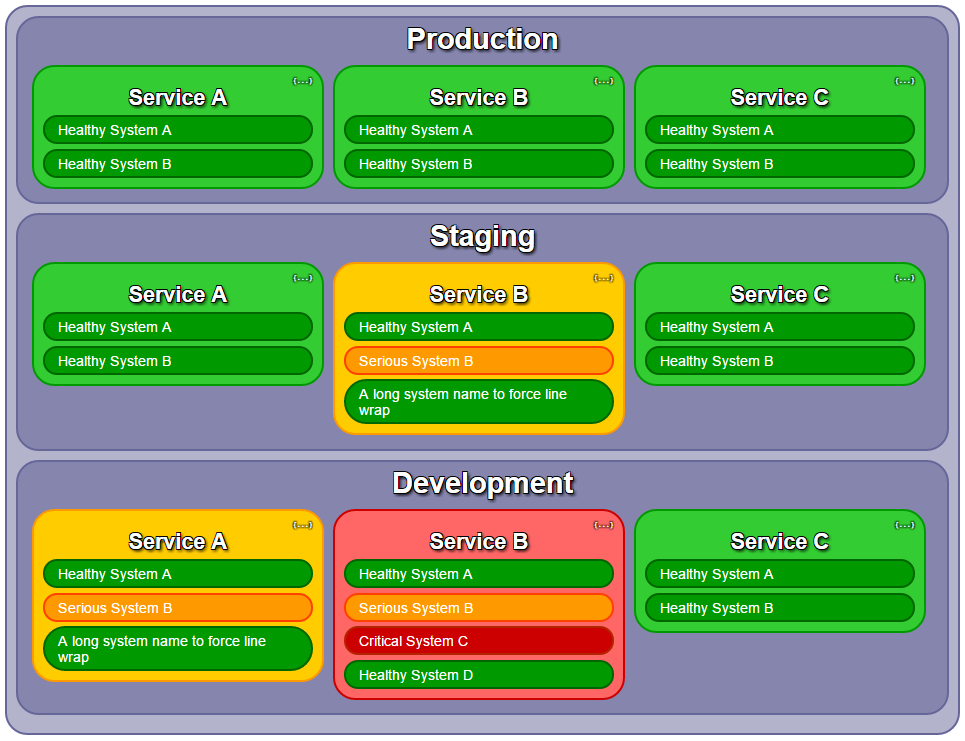 Production
{...}
Service A
Healthy System A
Healthy System B
{...}
Service B
Healthy System A
Healthy System B
{...}
Service C
Healthy System A
Healthy System B
Staging
{...}
Service A
Healthy System A
Healthy System B
{...}
Service B
Healthy System A
Serious System B
A long system name to force line
wrap
{...}
Service C
Healthy System A
Healthy System B
Development
{...}
Service A
Healthy System A
Serious System B
A long system name to force line
wrap
{...}
Service B
Healthy System A
Serious System B
Critical System C
Healthy System D
{...}
Service C
Healthy System A
Healthy System B